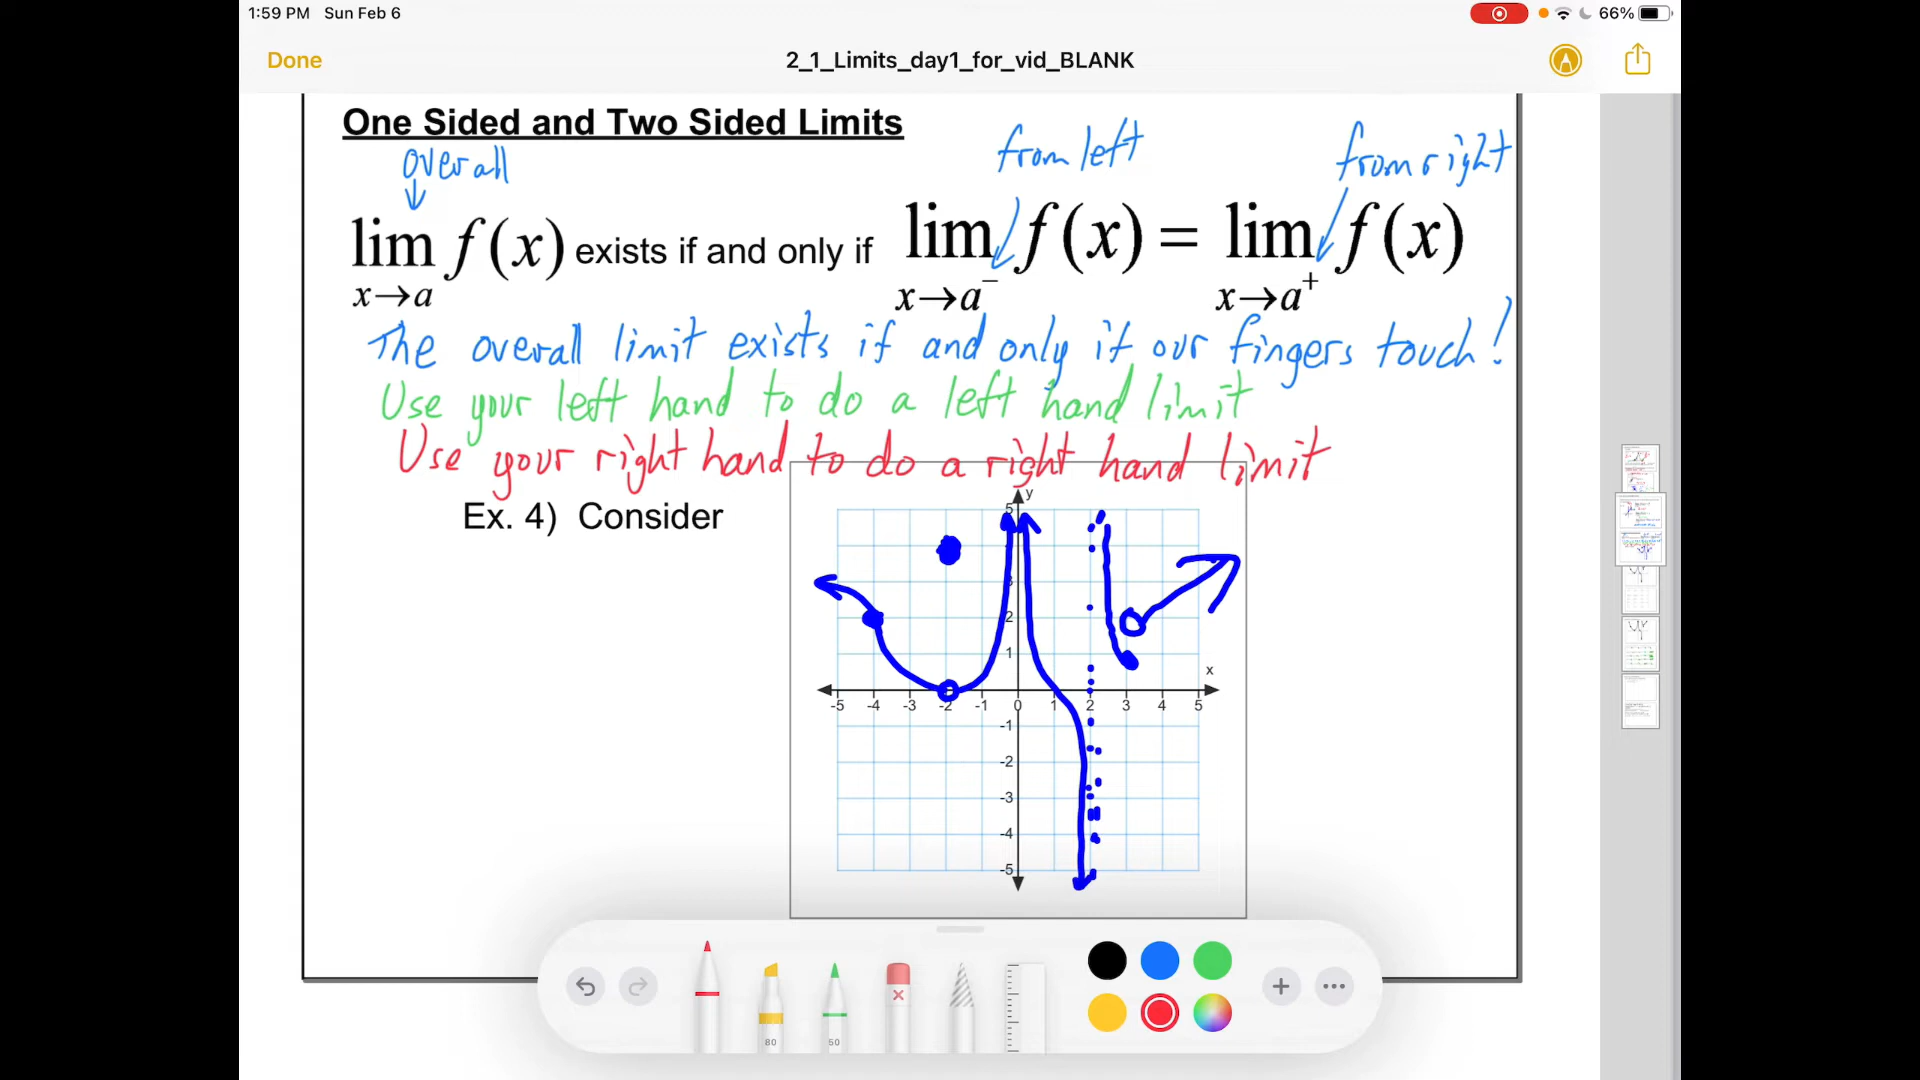 1:59 PM Sun Feb 6
66%
Done
2_1_Limits_day1_for_vid_BLANK
One Sided and Two Sided Limits
overall
from left
from right
lim f(x) exists if and only if lim f(x) = lim f(x)
x→a x→a⁻ x→a⁺
The overall limit exists if and only if our fingers touch!
Use your left hand to do a left hand limit
Use your right hand to do a right hand limit
Ex. 4) Consider
y
5
3
2
1
x
-5 -4 -3 -2 -1 0 1 2 3 4 5
-1
-2
-3
-4
-5
80
50